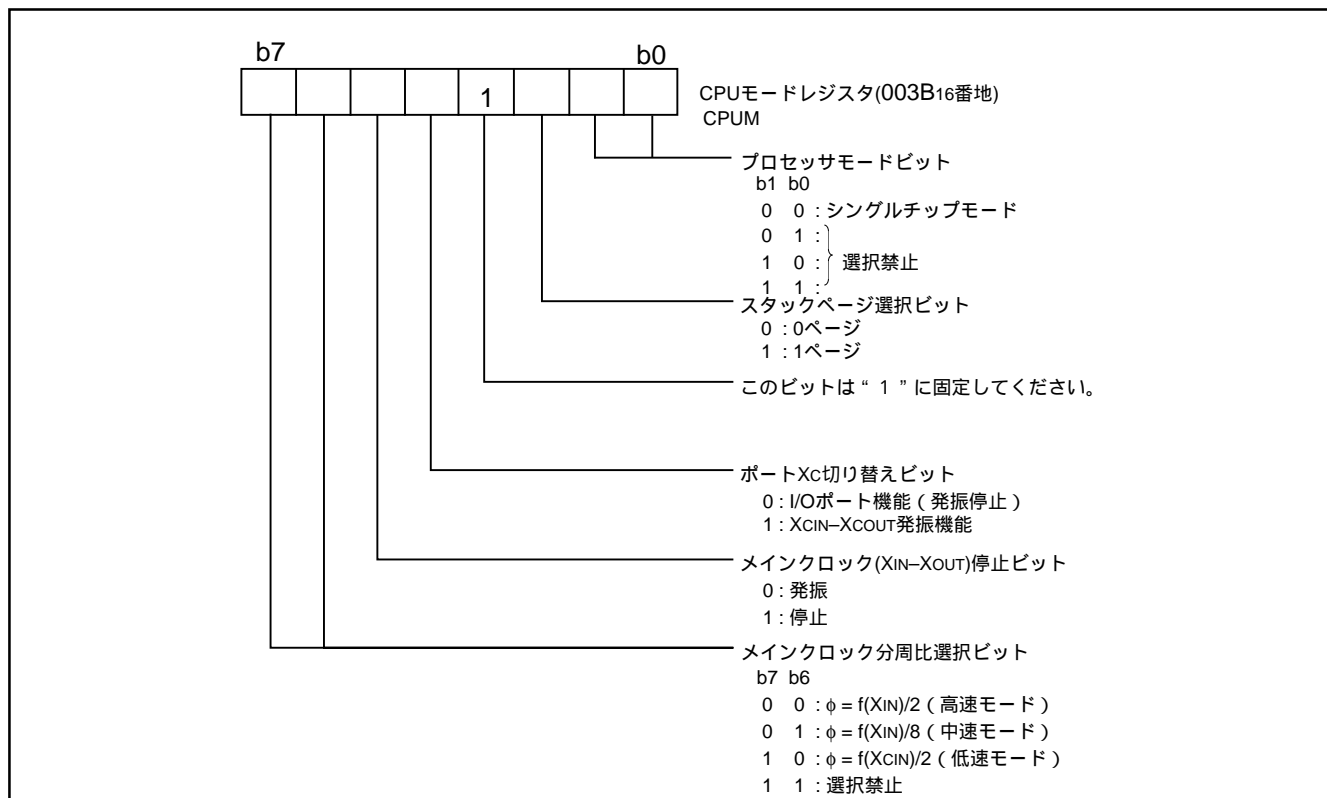 b7 b0
1
CPUモードレジスタ(003B16番地)
CPUM
プロセッサモードビット
b1 b0
0 0 : シングルチップモード
0 1 :
1 0 : 選択禁止
1 1 :
スタックページ選択ビット
0 : 0ページ
1 : 1ページ
このビットは“ 1 ”に固定してください。
ポートXC切り替えビット
0 : I/Oポート機能(発振停止)
1 : XCIN–XCOUT発振機能
メインクロック(XIN–XOUT)停止ビット
0 : 発振
1 : 停止
メインクロック分周比選択ビット
b7 b6
0 0 : φ = f(XIN)/2(高速モード)
0 1 : φ = f(XIN)/8(中速モード)
1 0 : φ = f(XCIN)/2(低速モード)
1 1 : 選択禁止